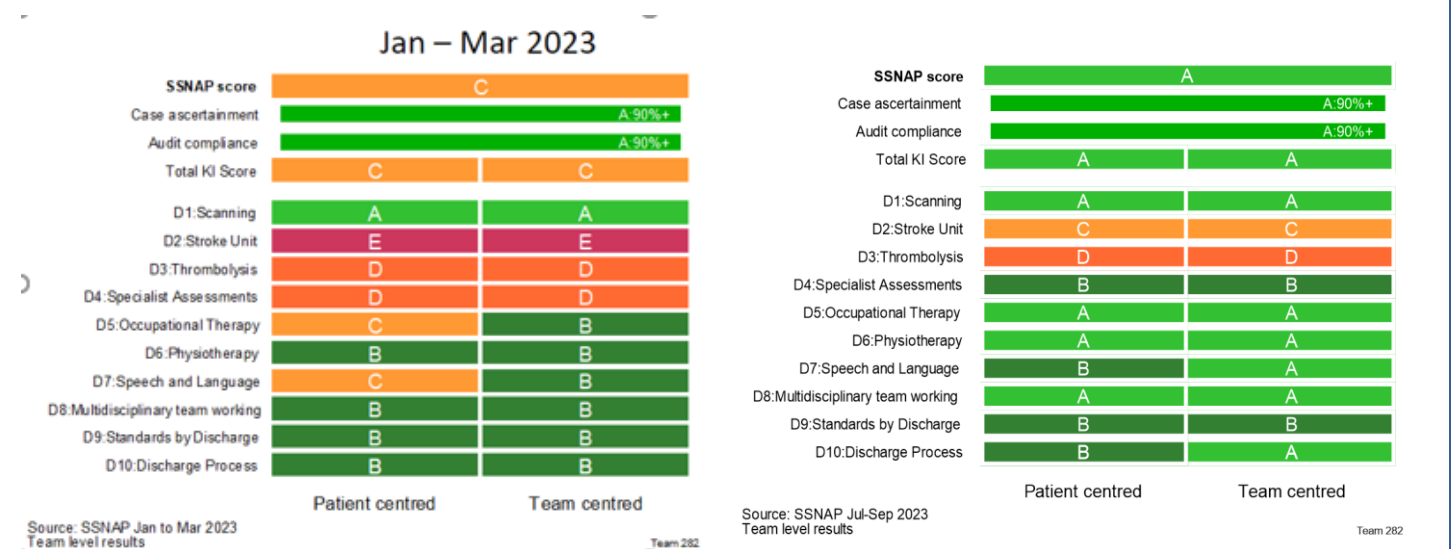 Jan – Mar 2023
SSNAP score C
Case ascertainment A:90%+
Audit compliance A:90%+
Total KI Score C C
D1:Scanning A A
D2:Stroke Unit E E
D3:Thrombolysis D D
D4:Specialist Assessments D D
D5:Occupational Therapy C B
D6:Physiotherapy B B
D7:Speech and Language C B
D8:Multidisciplinary team working B B
D9:Standards by Discharge B B
D10:Discharge Process B B
Patient centred Team centred
Source: SSNAP Jan to Mar 2023
Team level results Team 282
SSNAP score A
Case ascertainment A:90%+
Audit compliance A:90%+
Total KI Score A A
D1:Scanning A A
D2:Stroke Unit C C
D3:Thrombolysis D D
D4:Specialist Assessments B B
D5:Occupational Therapy A A
D6:Physiotherapy A A
D7:Speech and Language B A
D8:Multidisciplinary team working A A
D9:Standards by Discharge B B
D10:Discharge Process B A
Patient centred Team centred
Source: SSNAP Jul-Sep 2023
Team level results Team 282